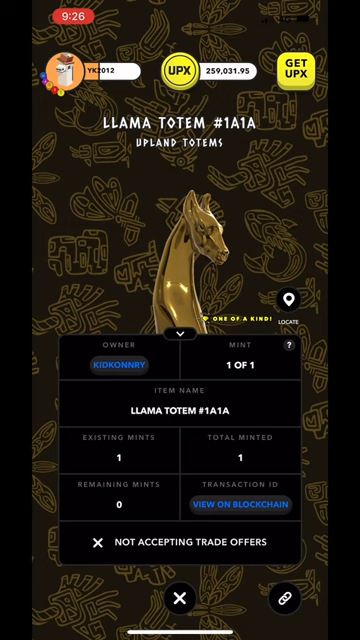 9:26
YK2012
UPX
259,031.95
GET
UPX
LLAMA TOTEM #1A1A
UPLAND TOTEMS
ONE OF A KIND!
LOCATE
OWNER
MINT
?
KIDKONNRY
1 OF 1
ITEM NAME
LLAMA TOTEM #1A1A
EXISTING MINTS
TOTAL MINTED
1
1
REMAINING MINTS
TRANSACTION ID
0
VIEW ON BLOCKCHAIN
NOT ACCEPTING TRADE OFFERS